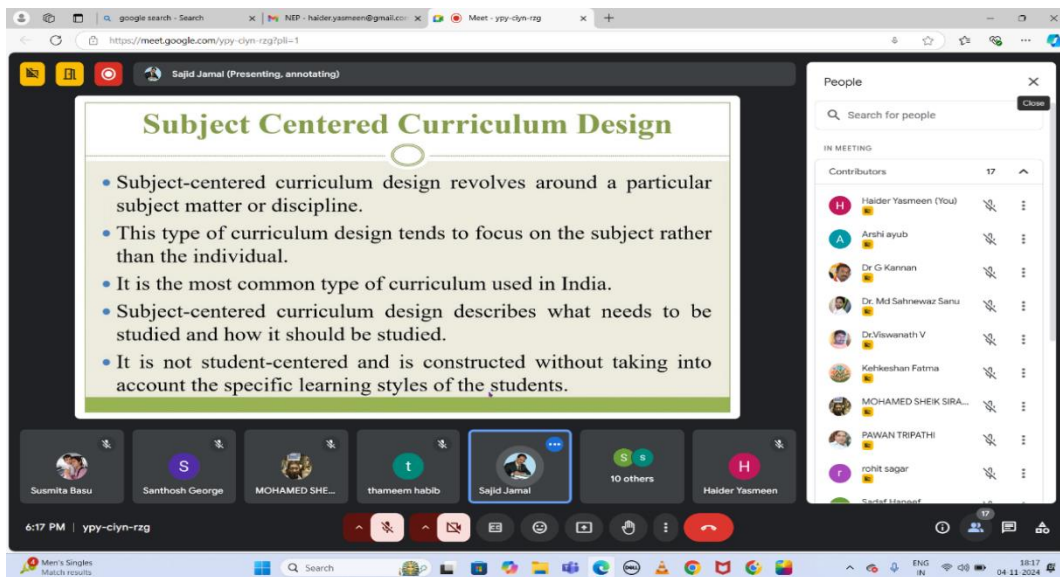 google search - Search
NEP - haider.yasmeen@gmail.co
Meet - ypy-ciyn-rzg
https://meet.google.com/ypy-ciyn-rzg?pli=1
Sajid Jamal (Presenting, annotating)
Subject Centered Curriculum Design
• Subject-centered curriculum design revolves around a particular
subject matter or discipline.
• This type of curriculum design tends to focus on the subject rather
than the individual.
• It is the most common type of curriculum used in India.
• Subject-centered curriculum design describes what needs to be
studied and how it should be studied.
• It is not student-centered and is constructed without taking into
account the specific learning styles of the students.
People
Close
Search for people
IN MEETING
Contributors 17
H Haider Yasmeen (You)
A Arshi ayub
Dr G Kannan
Dr. Md Sahnewaz Sanu
Dr.Viswanath V
Kehkeshan Fatma
MOHAMED SHEIK SIRA...
PAWAN TRIPATHI
r rohit sagar
Sadaf Haneef
Susmita Basu
S Santhosh George
MOHAMED SHE...
t thameem habib
Sajid Jamal
S s 10 others
H Haider Yasmeen
6:17 PM | ypy-ciyn-rzg
17
Men's Singles
Match results
Search
DELL
ENG
IN
18:17
04-11-2024